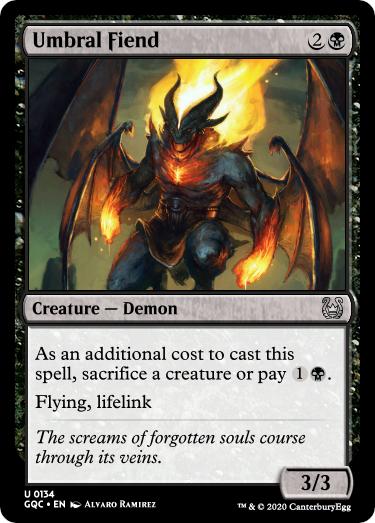 Umbral Fiend 2
Creature — Demon
As an additional cost to cast this
spell, sacrifice a creature or pay 1 .
Flying, lifelink
The screams of forgotten souls course
through its veins.
3/3
U 0134
GQC • EN Alvaro Ramirez
™ & © 2020 CanterburyEgg